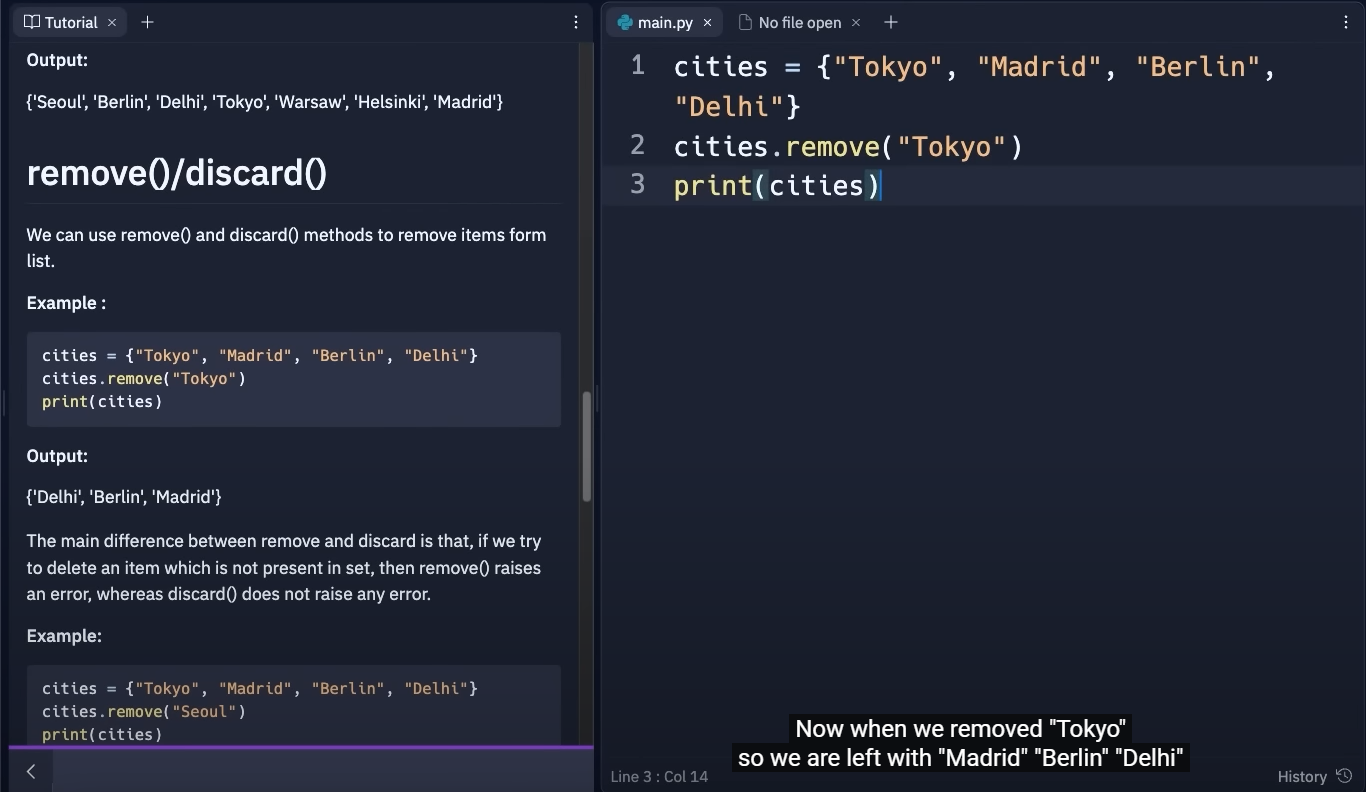 Tutorial
Output:
{'Seoul', 'Berlin', 'Delhi', 'Tokyo', 'Warsaw', 'Helsinki', 'Madrid'}
remove()/discard()
We can use remove() and discard() methods to remove items form
list.
Example :
cities = {"Tokyo", "Madrid", "Berlin", "Delhi"}
cities.remove("Tokyo")
print(cities)
Output:
{'Delhi', 'Berlin', 'Madrid'}
The main difference between remove and discard is that, if we try
to delete an item which is not present in set, then remove() raises
an error, whereas discard() does not raise any error.
Example:
cities = {"Tokyo", "Madrid", "Berlin", "Delhi"}
cities.remove("Seoul")
print(cities)
main.py
No file open
1 cities = {"Tokyo", "Madrid", "Berlin",
"Delhi"}
2 cities.remove("Tokyo")
3 print(cities)
Now when we removed "Tokyo"
so we are left with "Madrid" "Berlin" "Delhi"
Line 3 : Col 14
History